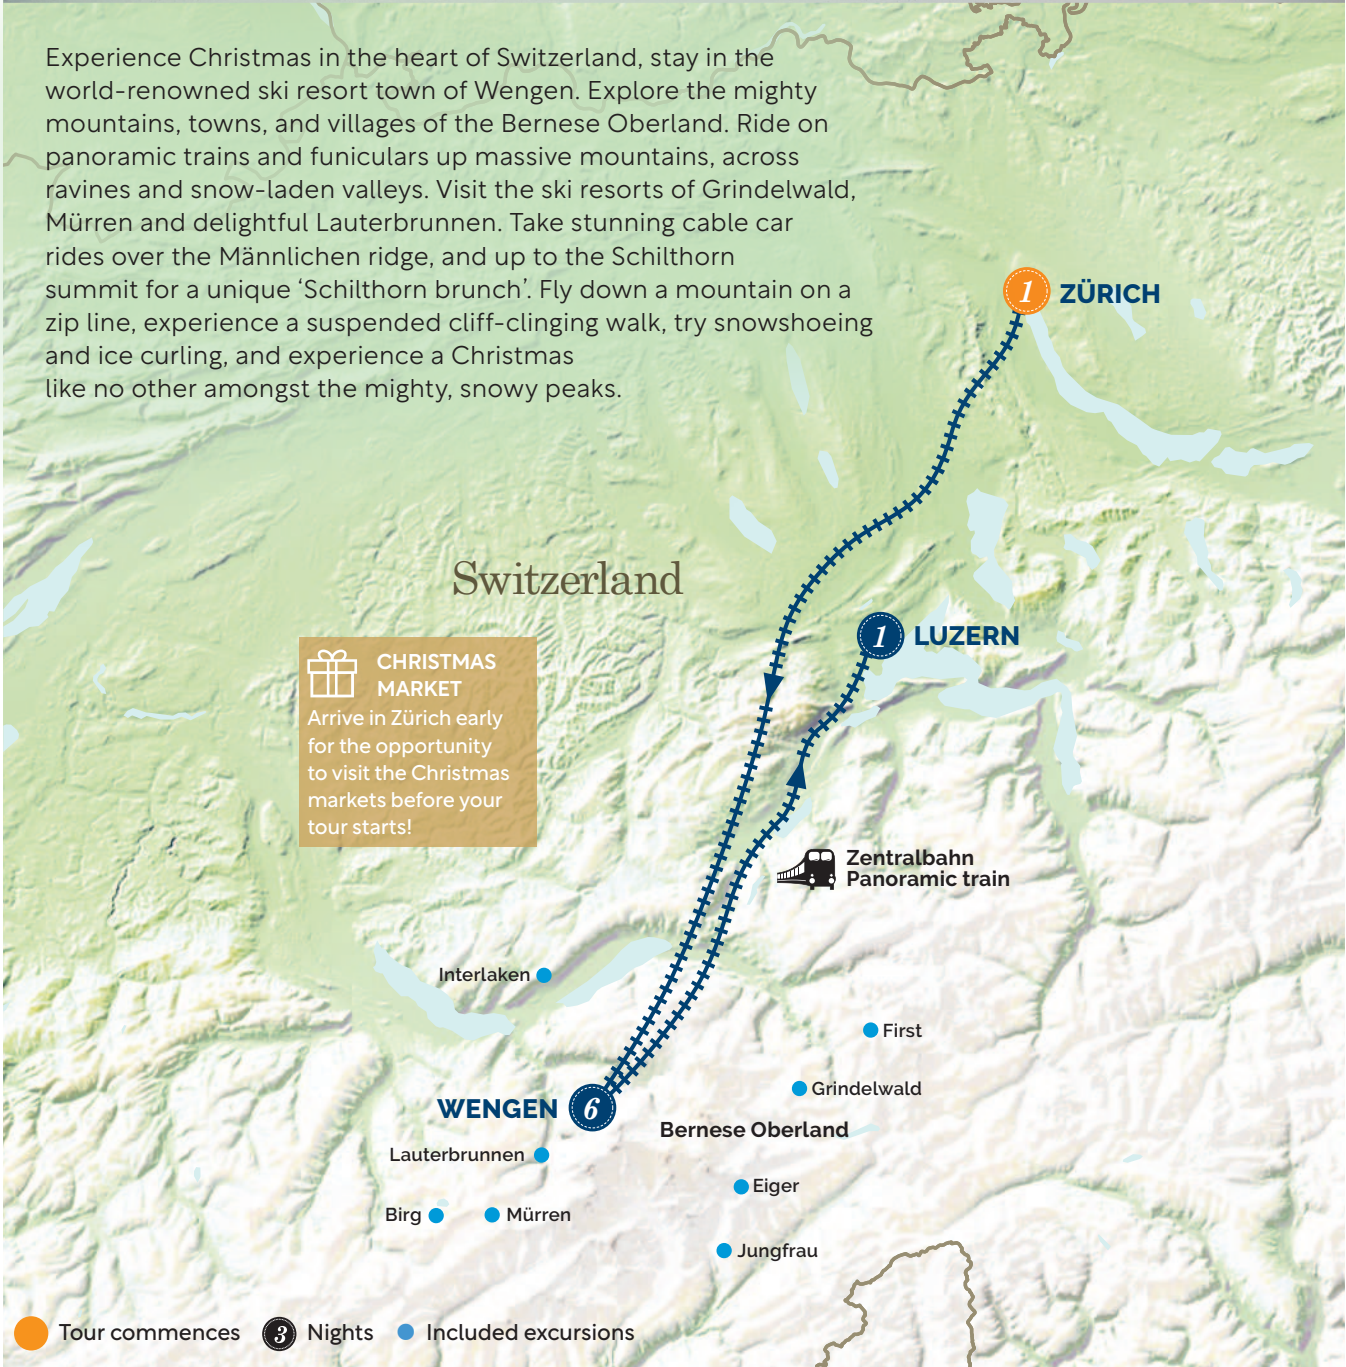 Experience Christmas in the heart of Switzerland, stay in the
world-renowned ski resort town of Wengen. Explore the mighty
mountains, towns, and villages of the Bernese Oberland. Ride on
panoramic trains and funiculars up massive mountains, across
ravines and snow-laden valleys. Visit the ski resorts of Grindelwald,
Mürren and delightful Lauterbrunnen. Take stunning cable car
rides over the Männlichen ridge, and up to the Schilthorn
summit for a unique ‘Schilthorn brunch’. Fly down a mountain on a
zip line, experience a suspended cliff-clinging walk, try snowshoeing
and ice curling, and experience a Christmas
like no other amongst the mighty, snowy peaks.
1 ZÜRICH
Switzerland
1 LUZERN
CHRISTMAS
MARKET
Arrive in Zürich early
for the opportunity
to visit the Christmas
markets before your
tour starts!
Zentralbahn
Panoramic train
Interlaken
First
Grindelwald
WENGEN 6
Bernese Oberland
Lauterbrunnen
Eiger
Birg
Mürren
Jungfrau
Tour commences
3 Nights
Included excursions